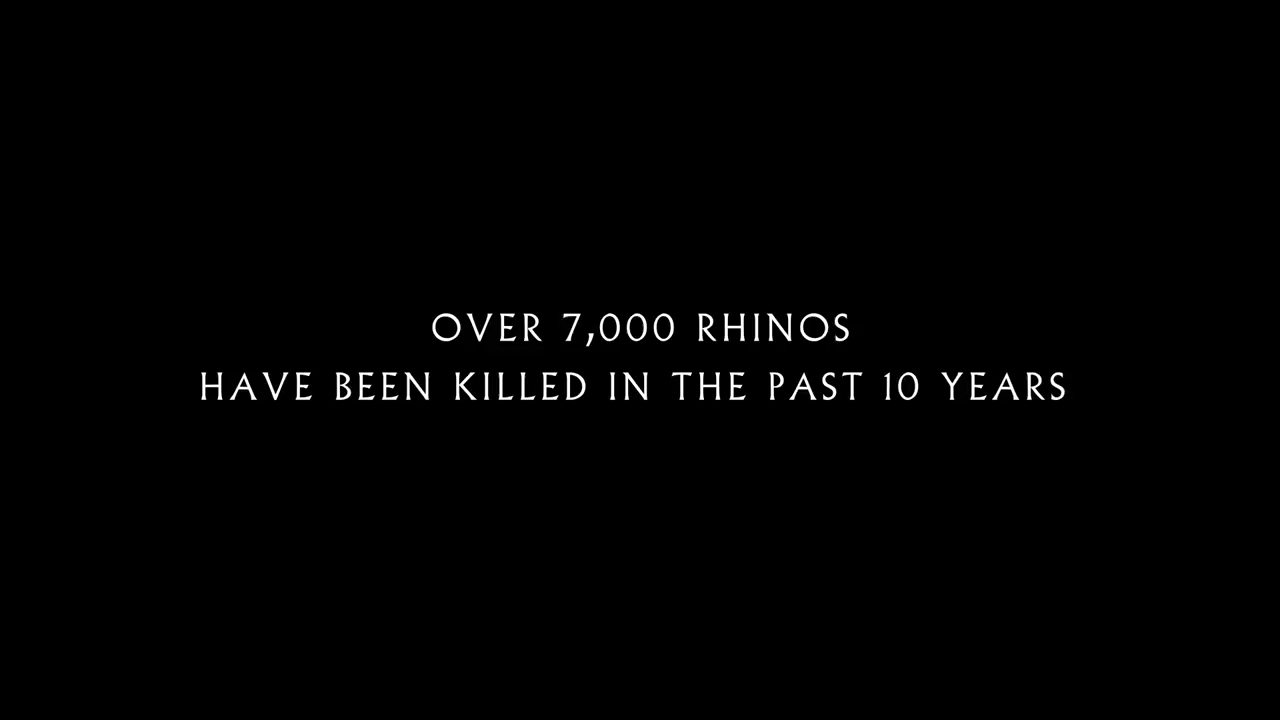 OVER 7,000 RHINOS
HAVE BEEN KILLED IN THE PAST 10 YEARS